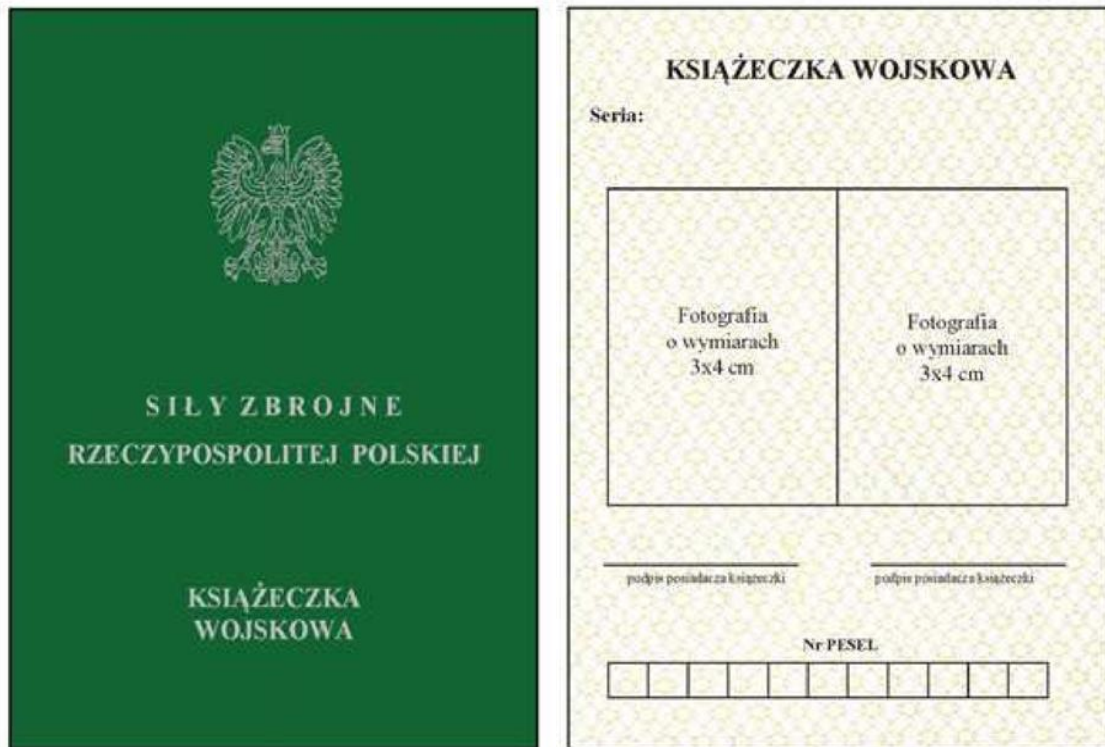 SIŁY ZBROJNE
RZECZYPOSPOLITEJ POLSKIEJ
KSIĄŻECZKA
WOJSKOWA
KSIĄŻECZKA WOJSKOWA
Seria:
Fotografia
o wymiarach
3x4 cm
Fotografia
o wymiarach
3x4 cm
podpis posiadacza książeczki
podpis posiadacza książeczki
Nr PESEL